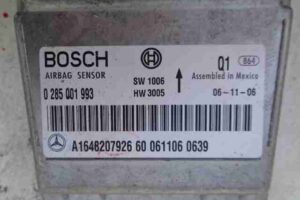 BOSCH
Q1 864
AIRBAG SENSOR SW 1006 Assembled in Mexico
0 285 001 993 HW 3005 06-11-06
A1648207926 60 061106 0639